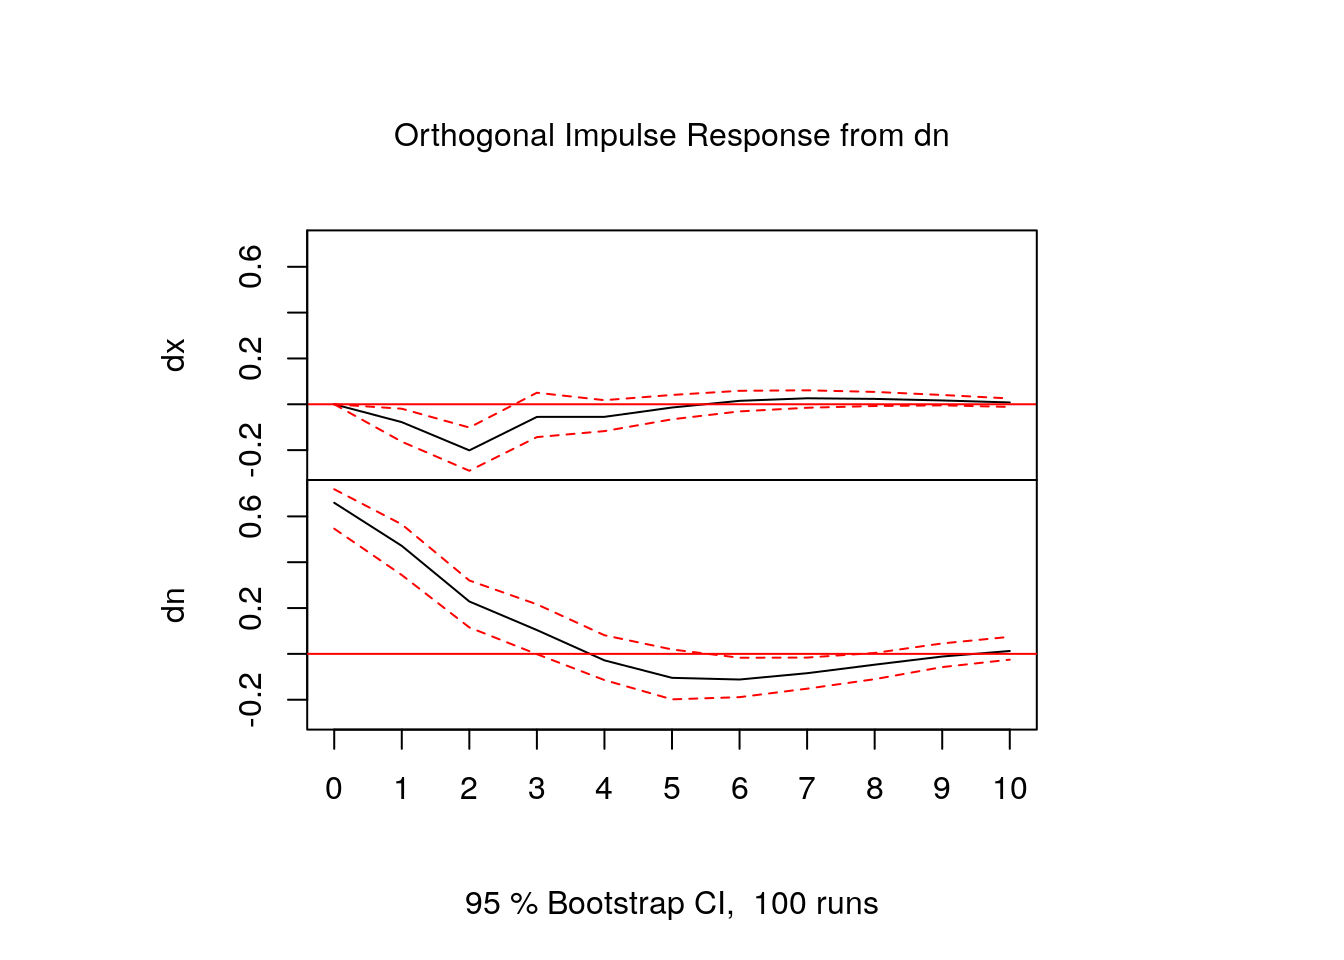 Orthogonal Impulse Response from dn
dx
0.6
0.2
-0.2
dn
0.6
0.2
-0.2
0 1 2 3 4 5 6 7 8 9 10
95 % Bootstrap CI,  100 runs